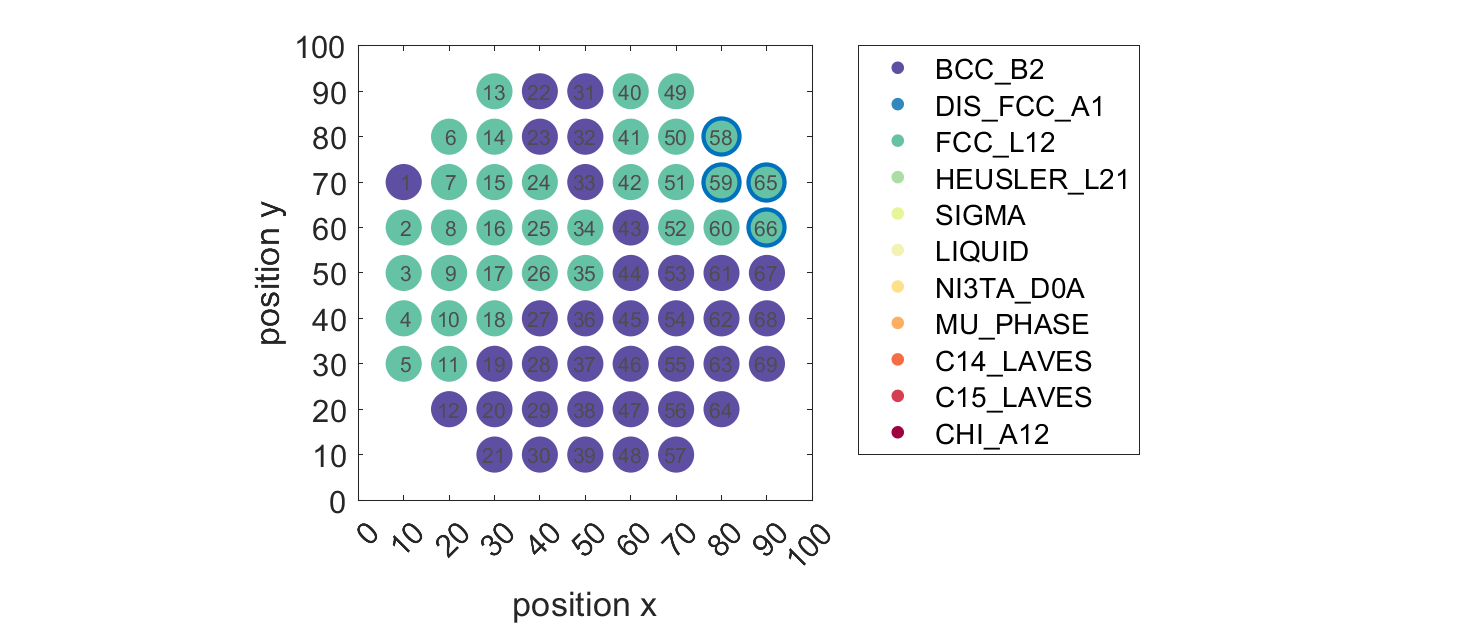 100
90 13 22 31 40 49
80 6 14 23 32 41 50 58
70 1 7 15 24 33 42 51 59 65
60 2 8 16 25 34 43 52 60 66
50 3 9 17 26 35 44 53 61 67
40 4 10 18 27 36 45 54 62 68
30 5 11 19 28 37 46 55 63 69
20 12 20 29 38 47 56 64
10 21 30 39 48 57
0
position y
0 10 20 30 40 50 60 70 80 90 100
position x
BCC_B2
DIS_FCC_A1
FCC_L12
HEUSLER_L21
SIGMA
LIQUID
NI3TA_D0A
MU_PHASE
C14_LAVES
C15_LAVES
CHI_A12